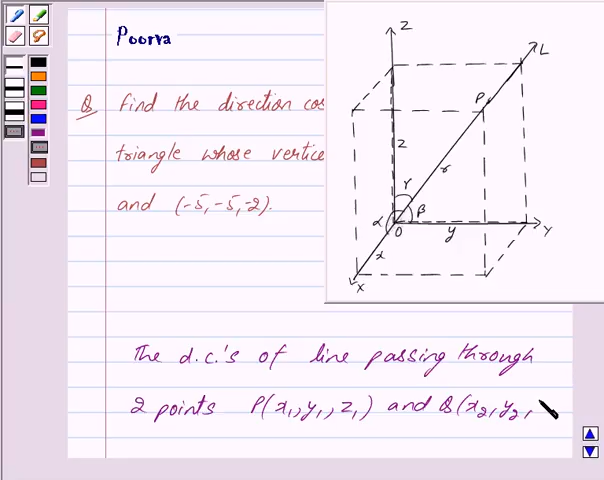 Poorva
Q Find the direction cos
triangle whose vertice
and (-5, -5, -2).
Z
L
P
z
r
γ
α
β
O
y
Y
x
X
The d.c.'s of line passing through
2 points P(x₁, y₁, z₁) and Q(x₂, y₂,